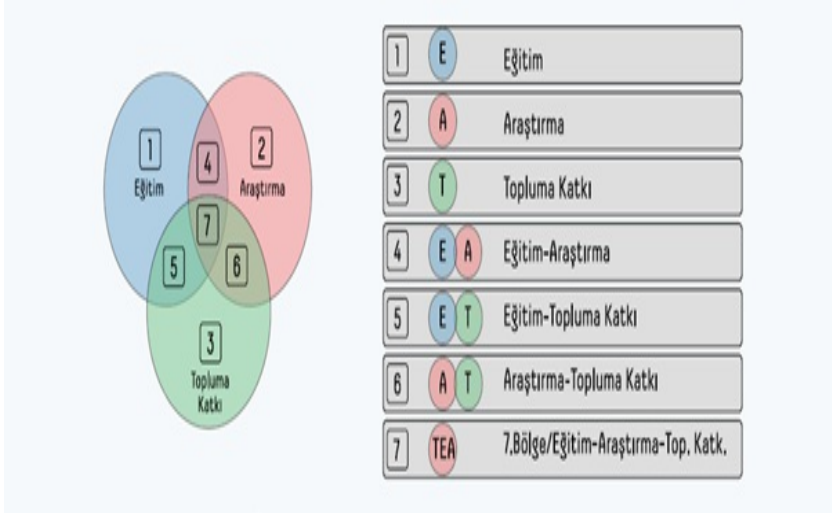 1
Eğitim
2
Araştırma
4
7
5
6
3
Topluma
Katkı
1 E Eğitim
2 A Araştırma
3 T Topluma Katkı
4 E A Eğitim-Araştırma
5 E T Eğitim-Topluma Katkı
6 A T Araştırma-Topluma Katkı
7 TEA 7.Bölge/Eğitim-Araştırma-Top. Katk.